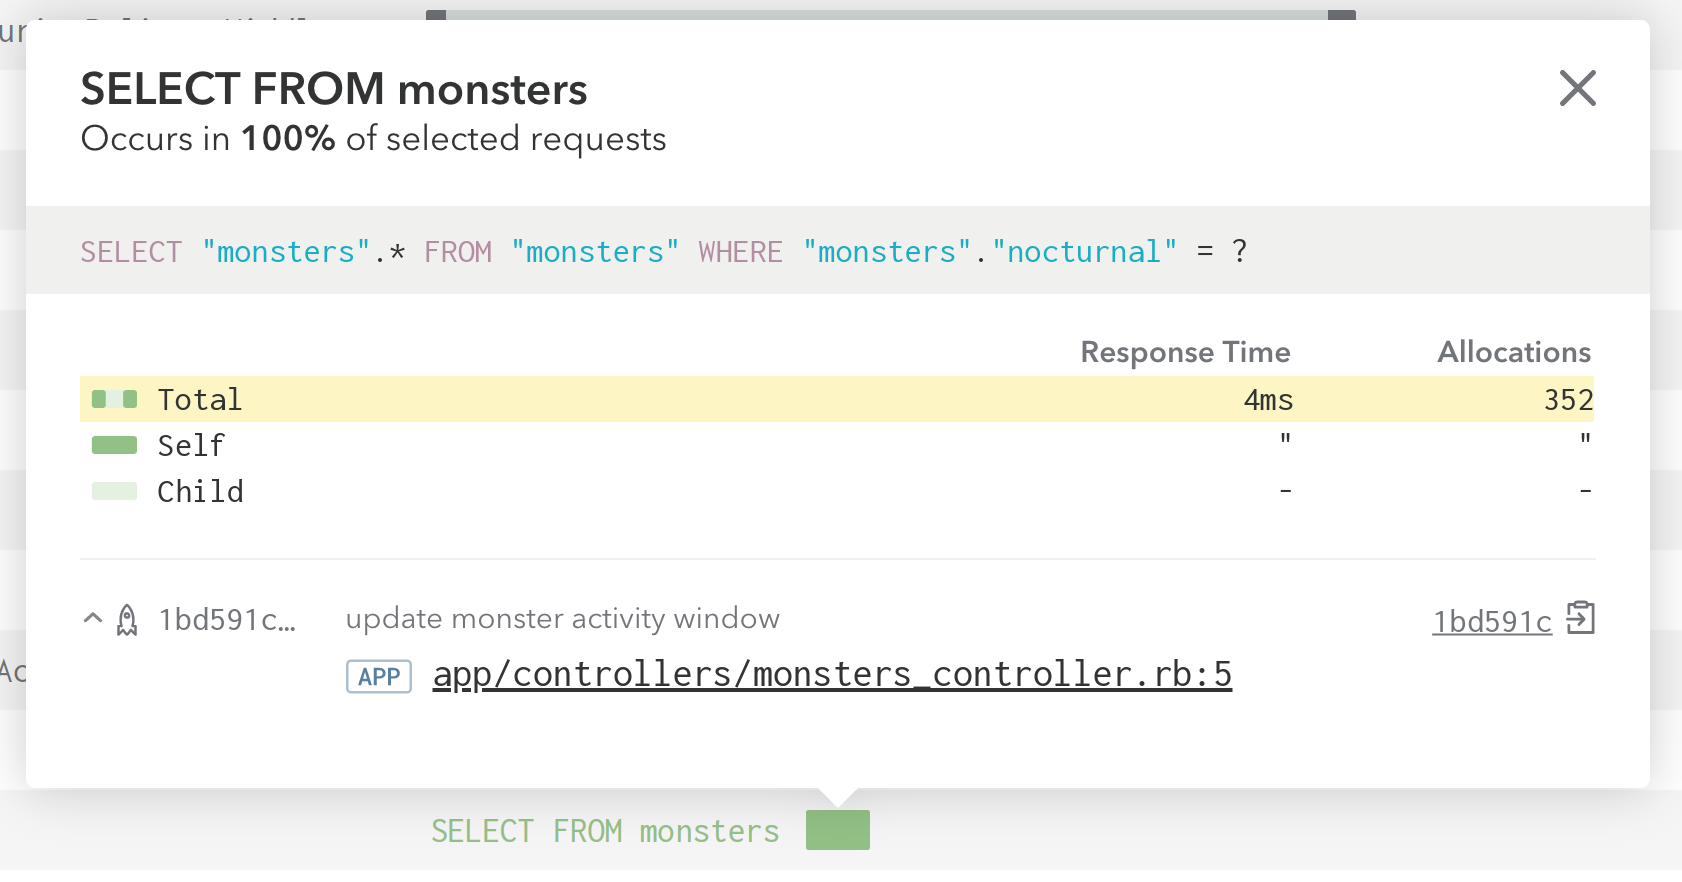 SELECT FROM monsters
Occurs in 100% of selected requests
SELECT "monsters".* FROM "monsters" WHERE "monsters"."nocturnal" = ?
Response Time Allocations
Total 4ms 352
Self " "
Child - -
1bd591c… update monster activity window 1bd591c
APP app/controllers/monsters_controller.rb:5
SELECT FROM monsters